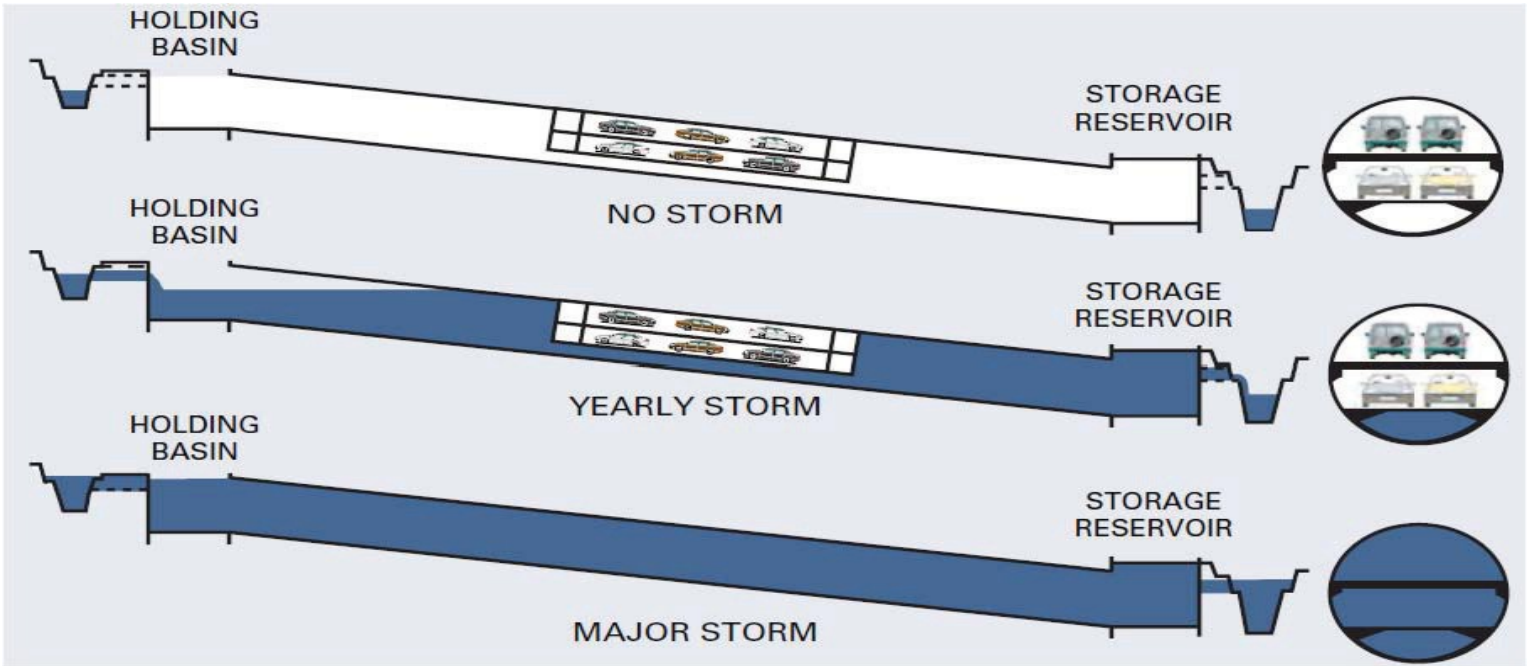 HOLDING
BASIN
STORAGE
RESERVOIR
NO STORM
HOLDING
BASIN
STORAGE
RESERVOIR
YEARLY STORM
HOLDING
BASIN
STORAGE
RESERVOIR
MAJOR STORM